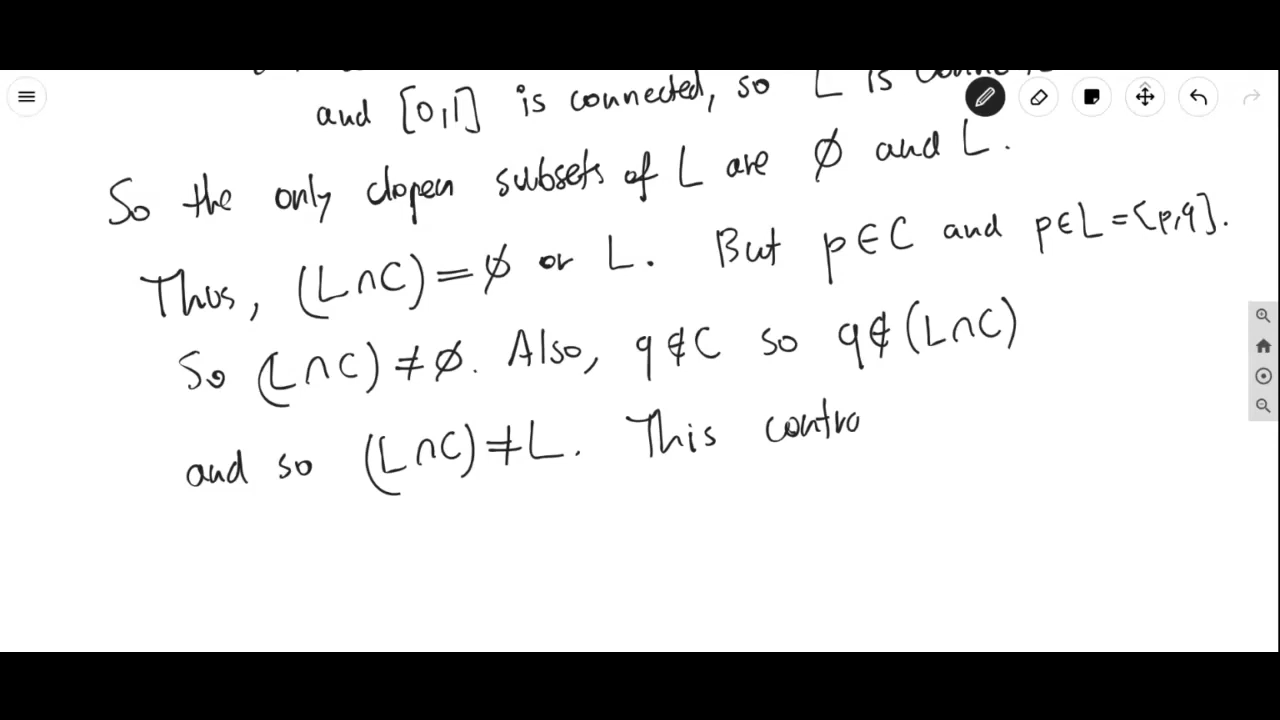 and [0,1] is connected, so L is conne
So the only clopen subsets of L are ∅ and L.
Thus, (L∩C)=∅ or L. But p∈C and p∈L=[p,q].
So (L∩C)≠∅. Also, q∉C so q∉(L∩C)
and so (L∩C)≠L. This contra